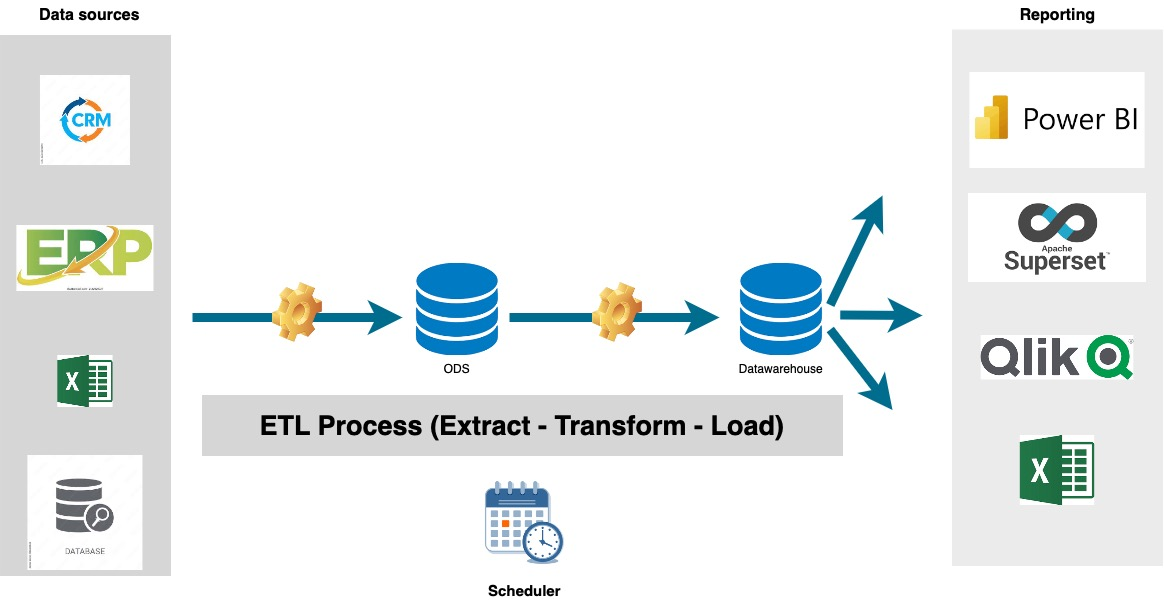 Data sources
Reporting
CRM
ERP
X
DATABASE
ODS
Datawarehouse
ETL Process (Extract - Transform - Load)
Scheduler
Power BI
Apache
Superset
Qlik Q
X